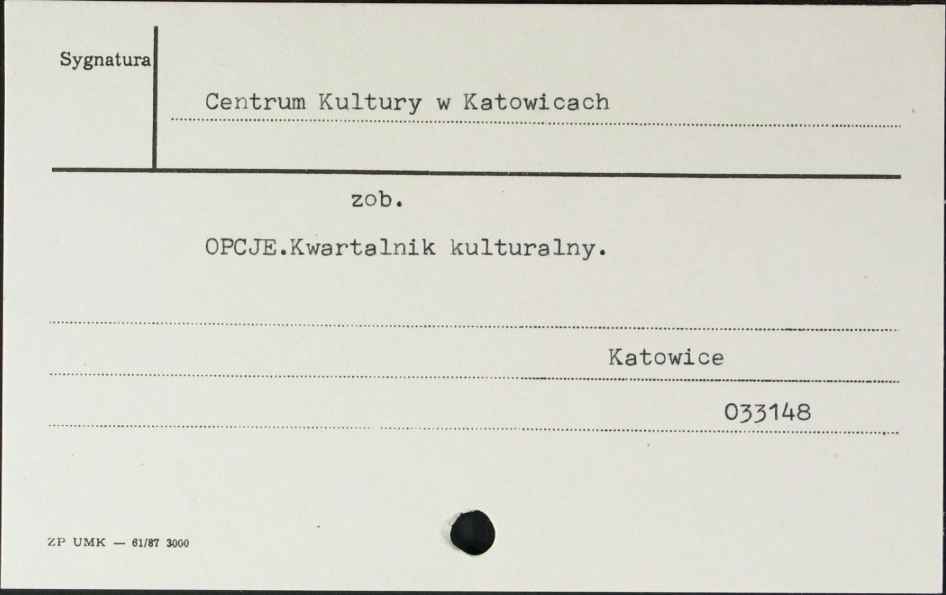 Sygnatura
Centrum Kultury w Katowicach
zob.
OPCJE.Kwartalnik kulturalny.
Katowice
033148
ZP UMK — 61/87 3000